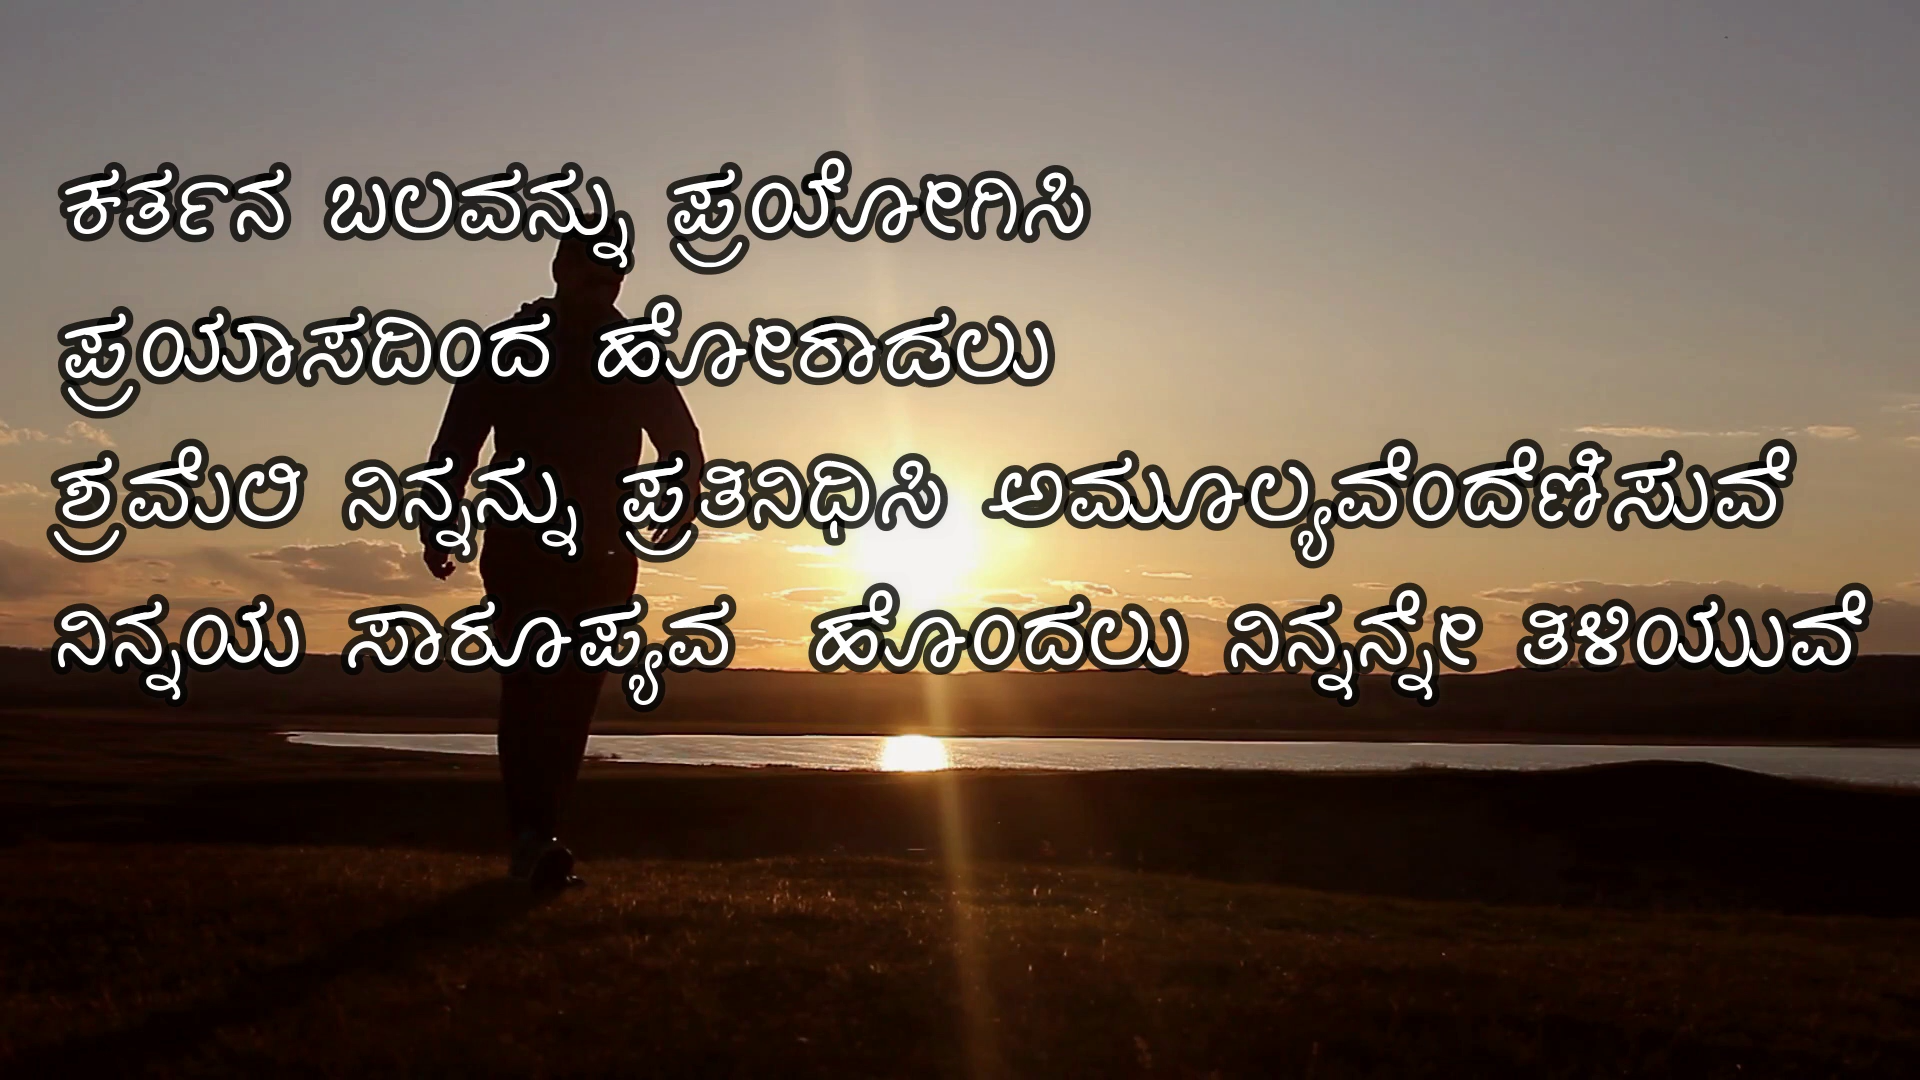 ಕರ್ತನ ಬಲವನ್ನು ಪ್ರಯೋಗಿಸಿ
ಪ್ರಯಾಸದಿಂದ ಹೋರಾಡಲು
ಶ್ರಮೆಲಿ ನಿನ್ನನ್ನು ಪ್ರತಿನಿಧಿಸಿ ಅಮೂಲ್ಯವೆಂದೆಣಿಸುವೆ
ನಿನ್ನಯ ಸಾರೂಪ್ಯವ ಹೊಂದಲು ನಿನ್ನನ್ನೇ ತಿಳಿಯುವೆ